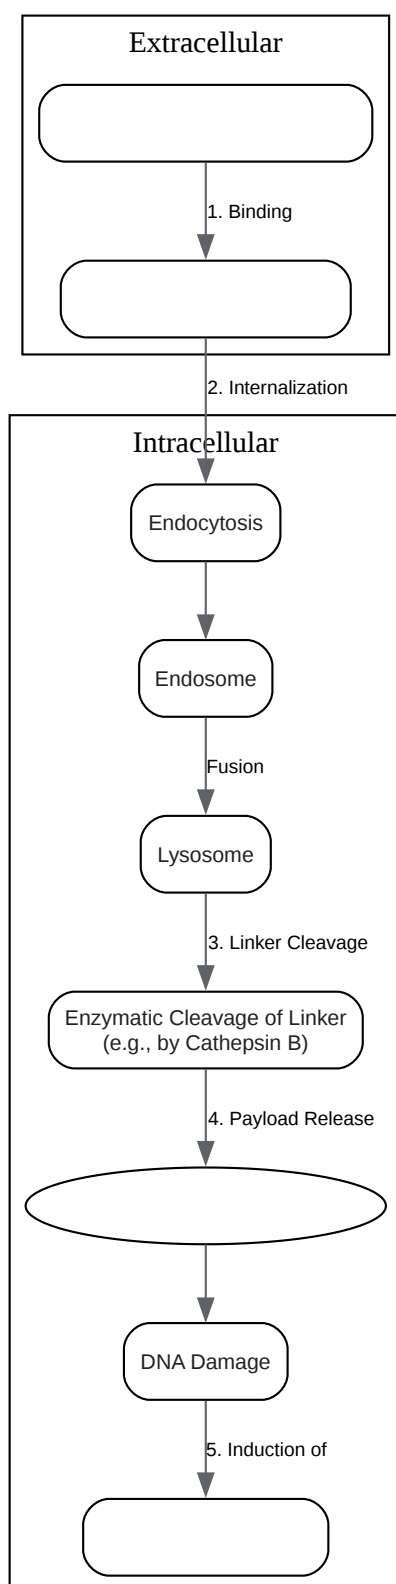 Extracellular
1. Binding
2. Internalization
Intracellular
Endocytosis
Endosome
Fusion
Lysosome
3. Linker Cleavage
Enzymatic Cleavage of Linker
(e.g., by Cathepsin B)
4. Payload Release
DNA Damage
5. Induction of